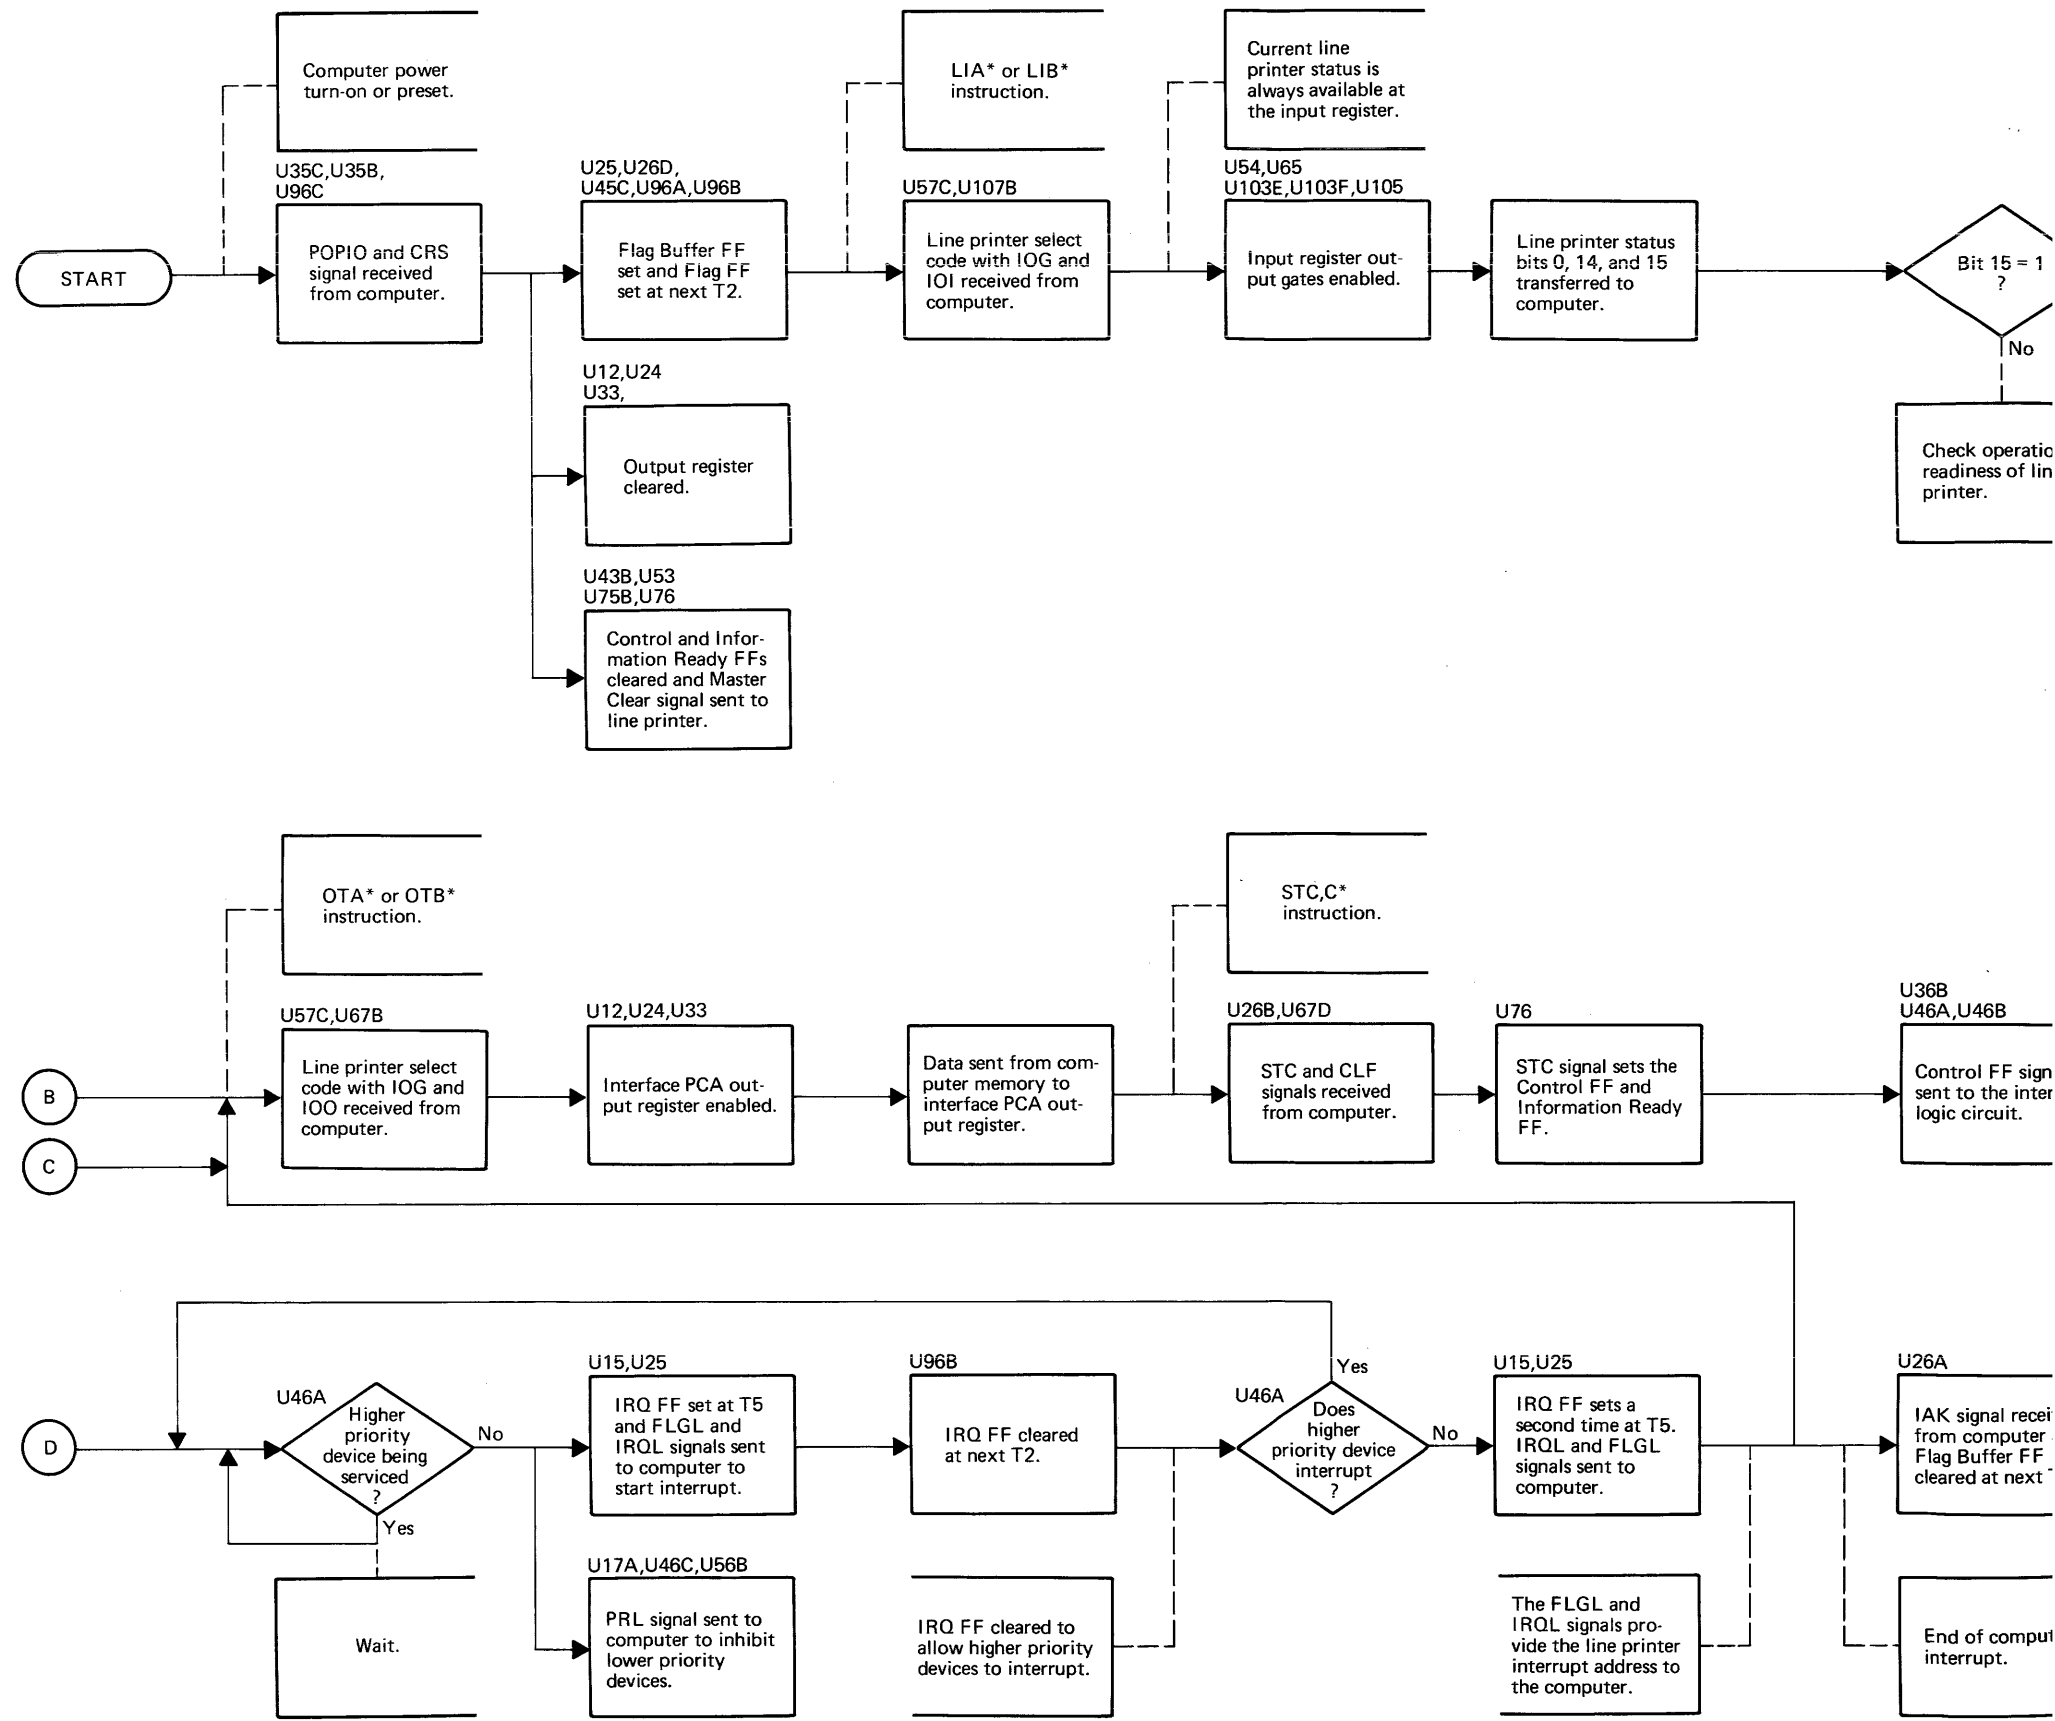 Computer power
turn-on or preset.
LIA* or LIB*
instruction.
Current line
printer status is
always available at
the input register.
START
U35C,U35B,
U96C
POPIO and CRS
signal received
from computer.
U25,U26D,
U45C,U96A,U96B
Flag Buffer FF
set and Flag FF
set at next T2.
U57C,U107B
Line printer select
code with IOG and
IOI received from
computer.
U54,U65
U103E,U103F,U105
Input register out-
put gates enabled.
Line printer status
bits 0, 14, and 15
transferred to
computer.
Bit 15 = 1
?
No
Check operatio
readiness of lin
printer.
U12,U24
U33,
Output register
cleared.
U43B,U53
U75B,U76
Control and Infor-
mation Ready FFs
cleared and Master
Clear signal sent to
line printer.
OTA* or OTB*
instruction.
STC,C*
instruction.
B
C
U57C,U67B
Line printer select
code with IOG and
IOO received from
computer.
U12,U24,U33
Interface PCA out-
put register enabled.
Data sent from com-
puter memory to
interface PCA out-
put register.
U26B,U67D
STC and CLF
signals received
from computer.
U76
STC signal sets the
Control FF and
Information Ready
FF.
U36B
U46A,U46B
Control FF sign
sent to the inter
logic circuit.
D
U46A
Higher
priority
device being
serviced
?
No
Yes
Wait.
U15,U25
IRQ FF set at T5
and FLGL and
IRQL signals sent
to computer to
start interrupt.
U17A,U46C,U56B
PRL signal sent to
computer to inhibit
lower priority
devices.
U96B
IRQ FF cleared
at next T2.
IRQ FF cleared to
allow higher priority
devices to interrupt.
U46A
Yes
Does
higher
priority device
interrupt
?
No
U15,U25
IRQ FF sets a
second time at T5.
IRQL and FLGL
signals sent to
computer.
The FLGL and
IRQL signals pro-
vide the line printer
interrupt address to
the computer.
U26A
IAK signal recei
from computer
Flag Buffer FF
cleared at next
End of comput
interrupt.